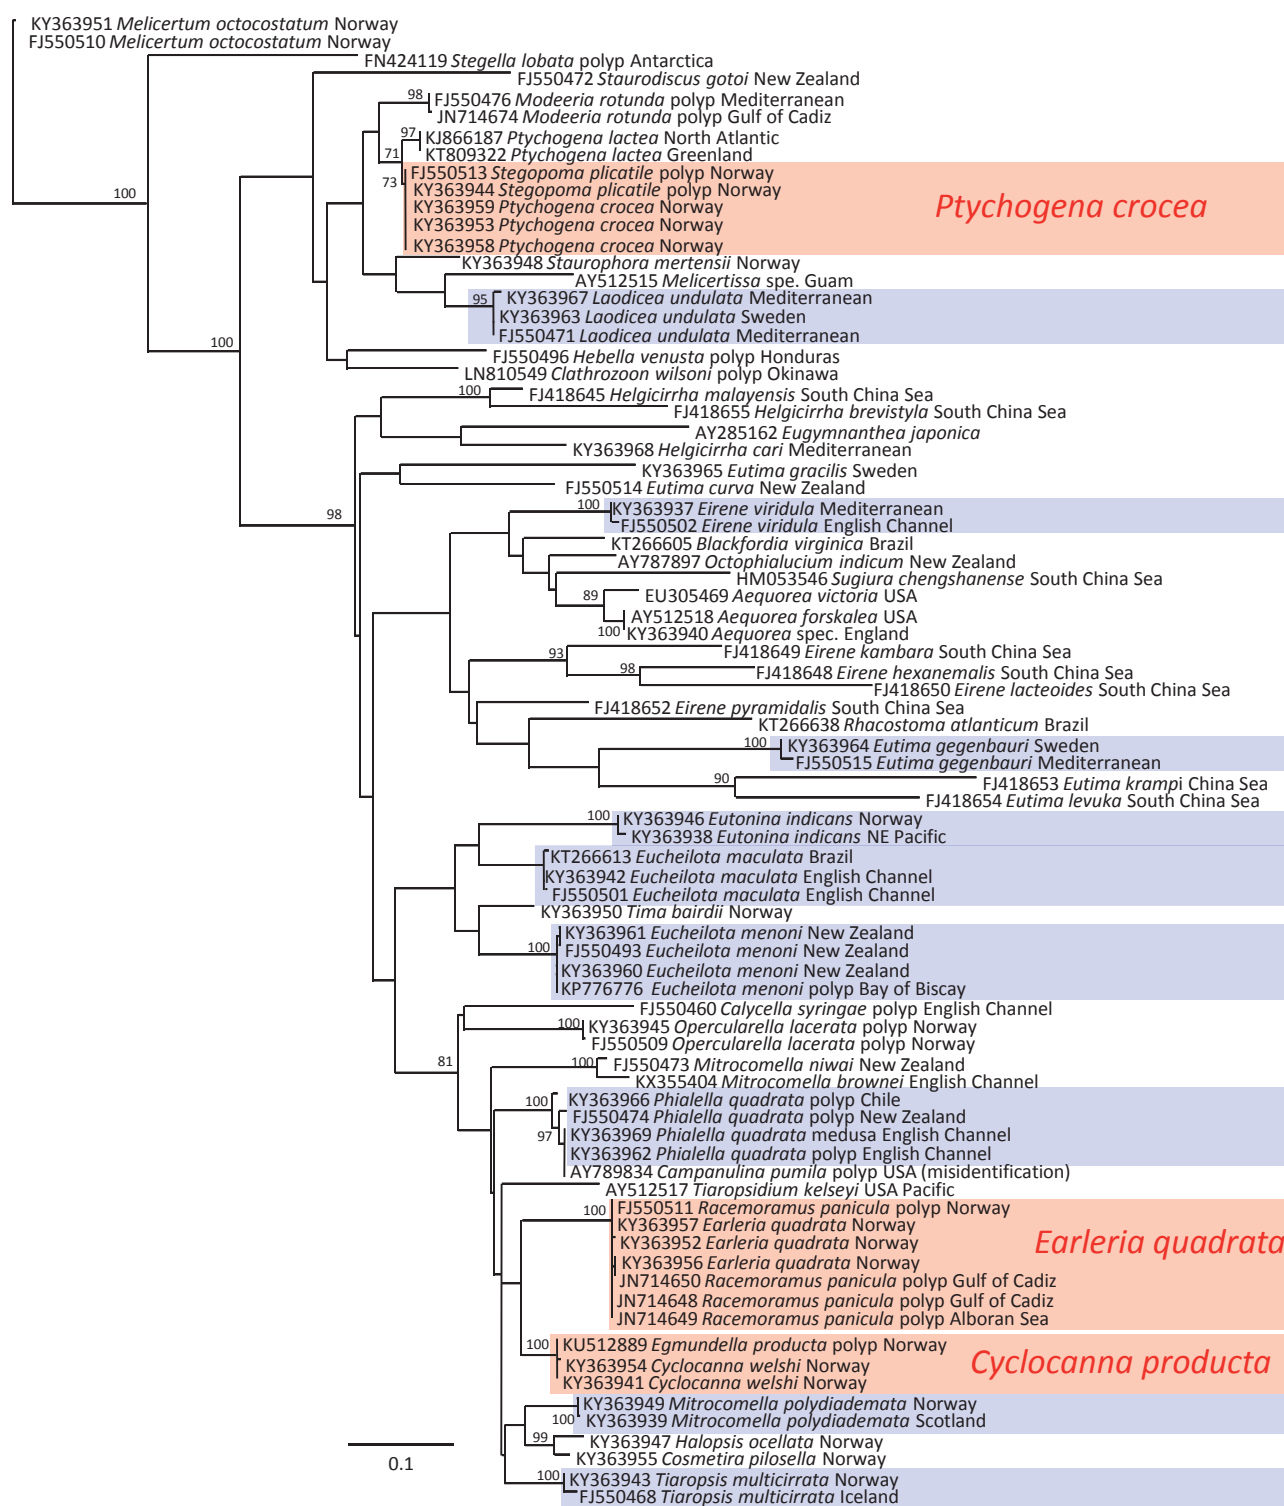 KY363951 Melicertum octocostatum Norway
FJ550510 Melicertum octocostatum Norway
FN424119 Stegella lobata polyp Antarctica
FJ550472 Staurodiscus gotoi New Zealand
98 FJ550476 Modeeria rotunda polyp Mediterranean
JN714674 Modeeria rotunda polyp Gulf of Cadiz
97 KJ866187 Ptychogena lactea North Atlantic
71 KT809322 Ptychogena lactea Greenland
FJ550513 Stegopoma plicatile polyp Norway
73 KY363944 Stegopoma plicatile polyp Norway
100 KY363959 Ptychogena crocea Norway Ptychogena crocea
KY363953 Ptychogena crocea Norway
KY363958 Ptychogena crocea Norway
KY363948 Staurophora mertensii Norway
AY512515 Melicertissa spe. Guam
95 KY363967 Laodicea undulata Mediterranean
KY363963 Laodicea undulata Sweden
FJ550471 Laodicea undulata Mediterranean
100
FJ550496 Hebella venusta polyp Honduras
LN810549 Clathrozoon wilsoni polyp Okinawa
100 FJ418645 Helgicirrha malayensis South China Sea
FJ418655 Helgicirrha brevistyla South China Sea
AY285162 Eugymnanthea japonica
KY363968 Helgicirrha cari Mediterranean
KY363965 Eutima gracilis Sweden
FJ550514 Eutima curva New Zealand
100 KY363937 Eirene viridula Mediterranean
98 FJ550502 Eirene viridula English Channel
KT266605 Blackfordia virginica Brazil
AY787897 Octophialucium indicum New Zealand
HM053546 Sugiura chengshanense South China Sea
89 EU305469 Aequorea victoria USA
AY512518 Aequorea forskalea USA
100 KY363940 Aequorea spec. England
93 FJ418649 Eirene kambara South China Sea
98 FJ418648 Eirene hexanemalis South China Sea
FJ418650 Eirene lacteoides South China Sea
FJ418652 Eirene pyramidalis South China Sea
KT266638 Rhacostoma atlanticum Brazil
100 KY363964 Eutima gegenbauri Sweden
FJ550515 Eutima gegenbauri Mediterranean
90 FJ418653 Eutima krampi China Sea
FJ418654 Eutima levuka South China Sea
100 KY363946 Eutonina indicans Norway
KY363938 Eutonina indicans NE Pacific
KT266613 Eucheilota maculata Brazil
KY363942 Eucheilota maculata English Channel
FJ550501 Eucheilota maculata English Channel
KY363950 Tima bairdii Norway
KY363961 Eucheilota menoni New Zealand
100 FJ550493 Eucheilota menoni New Zealand
KY363960 Eucheilota menoni New Zealand
KP776776 Eucheilota menoni polyp Bay of Biscay
FJ550460 Calycella syringae polyp English Channel
100 KY363945 Opercularella lacerata polyp Norway
FJ550509 Opercularella lacerata polyp Norway
81 100 FJ550473 Mitrocomella niwai New Zealand
KX355404 Mitrocomella brownei English Channel
100 KY363966 Phialella quadrata polyp Chile
FJ550474 Phialella quadrata polyp New Zealand
97 KY363969 Phialella quadrata medusa English Channel
KY363962 Phialella quadrata polyp English Channel
AY789834 Campanulina pumila polyp USA (misidentification)
AY512517 Tiaropsidium kelseyi USA Pacific
100 FJ550511 Racemoramus panicula polyp Norway
KY363957 Earleria quadrata Norway
KY363952 Earleria quadrata Norway Earleria quadrata
KY363956 Earleria quadrata Norway
JN714650 Racemoramus panicula polyp Gulf of Cadiz
JN714648 Racemoramus panicula polyp Gulf of Cadiz
JN714649 Racemoramus panicula polyp Alboran Sea
100 KU512889 Egmundella producta polyp Norway
KY363954 Cyclocanna welshi Norway Cyclocanna producta
KY363941 Cyclocanna welshi Norway
KY363949 Mitrocomella polydiademata Norway
100 KY363939 Mitrocomella polydiademata Scotland
99 KY363947 Halopsis ocellata Norway
KY363955 Cosmetira pilosella Norway
0.1
100 KY363943 Tiaropsis multicirrata Norway
FJ550468 Tiaropsis multicirrata Iceland